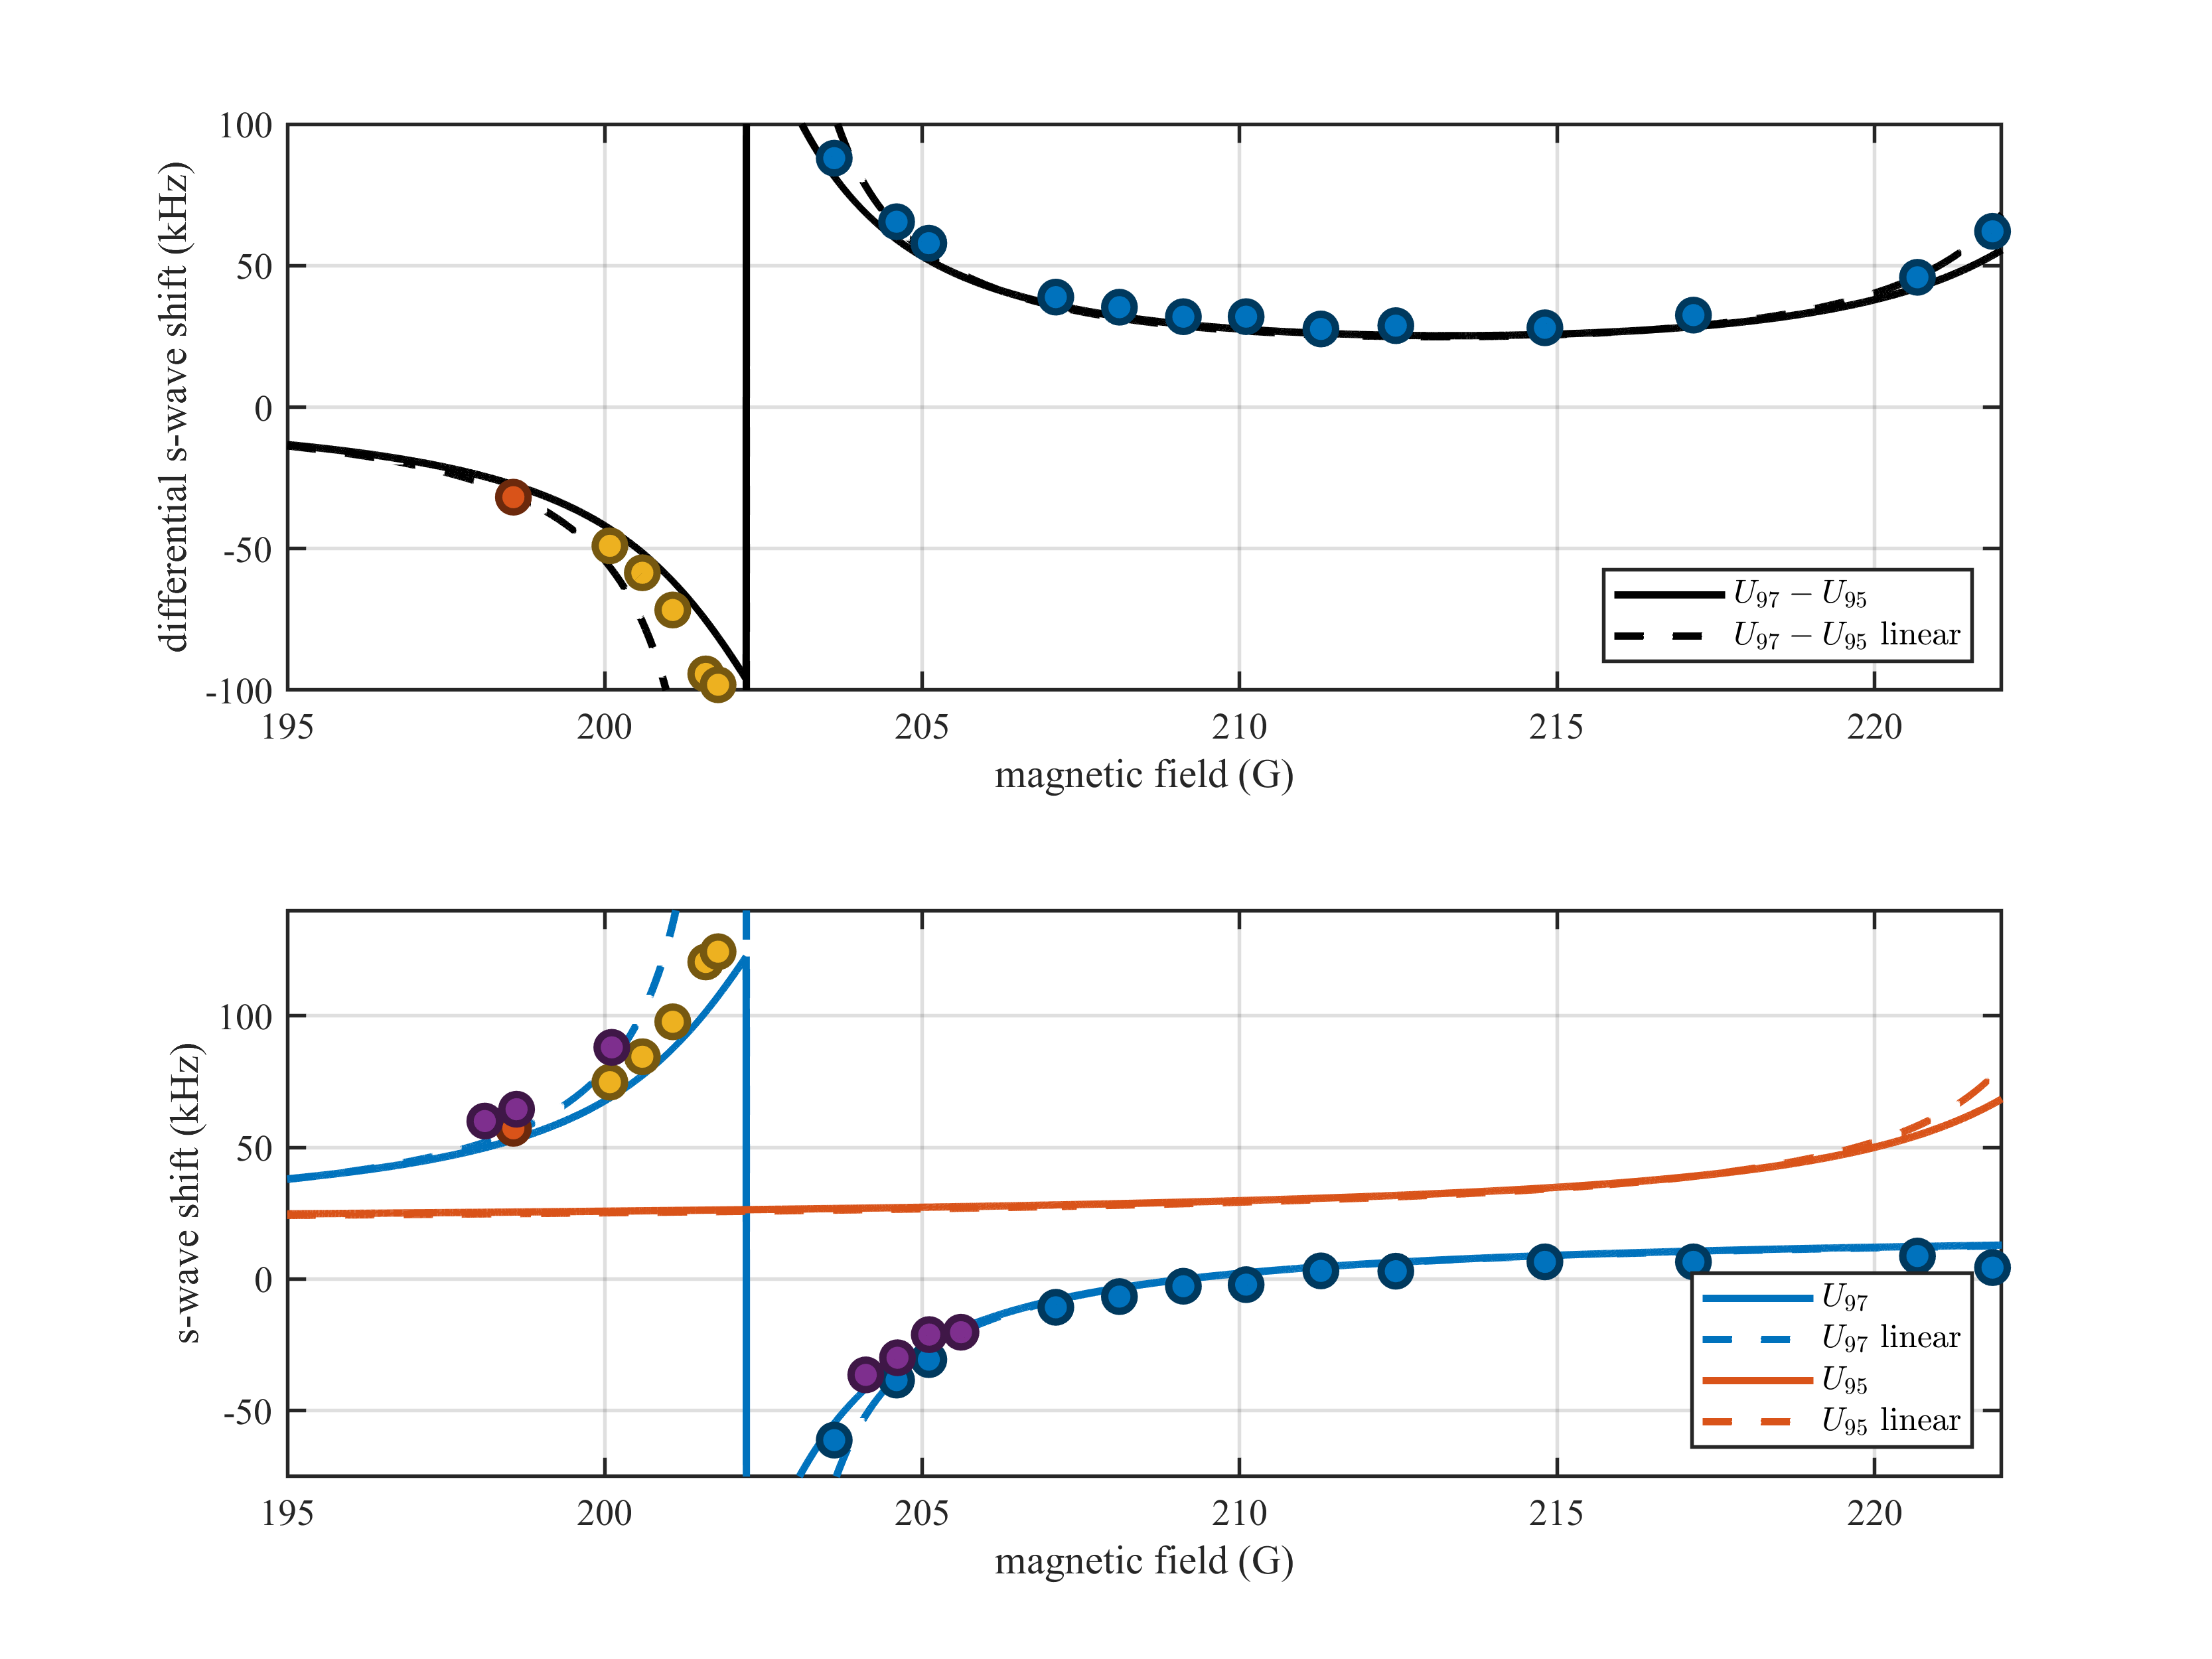 differential s-wave shift (kHz)
100
50
0
-50
-100
195 200 205 210 215 220
magnetic field (G)
U₉₇ − U₉₅
U₉₇ − U₉₅ linear
s-wave shift (kHz)
100
50
0
-50
195 200 205 210 215 220
magnetic field (G)
U₉₇
U₉₇ linear
U₉₅
U₉₅ linear